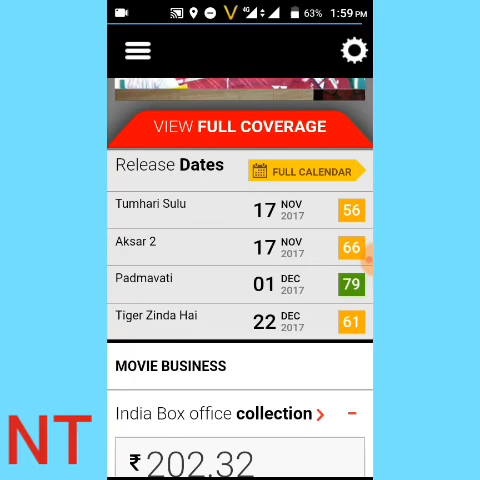 4G 63% 1:59 PM
VIEW FULL COVERAGE
Release Dates FULL CALENDAR
Tumhari Sulu 17 NOV 2017 56
Aksar 2 17 NOV 2017 66
Padmavati 01 DEC 2017 79
Tiger Zinda Hai 22 DEC 2017 61
MOVIE BUSINESS
India Box office collection
₹ 202.32
NT